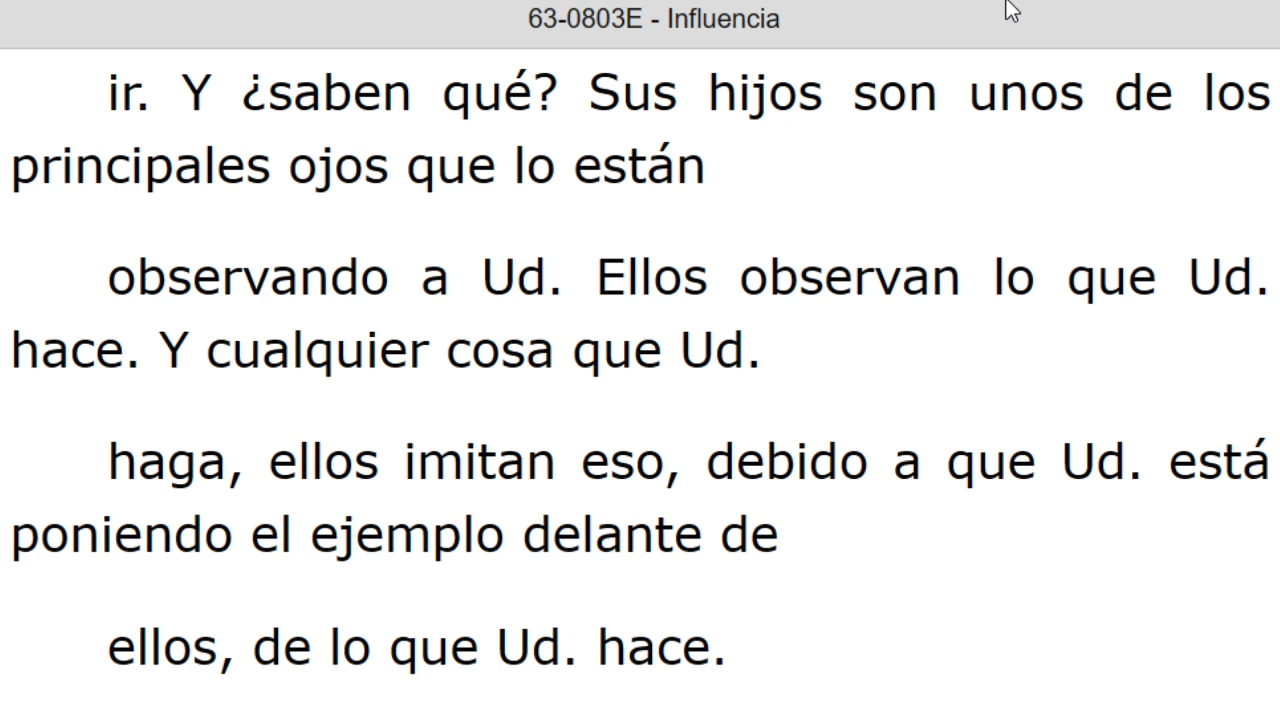 63-0803E - Influencia
ir. Y ¿saben qué? Sus hijos son unos de los
principales ojos que lo están
observando a Ud. Ellos observan lo que Ud.
hace. Y cualquier cosa que Ud.
haga, ellos imitan eso, debido a que Ud. está
poniendo el ejemplo delante de
ellos, de lo que Ud. hace.